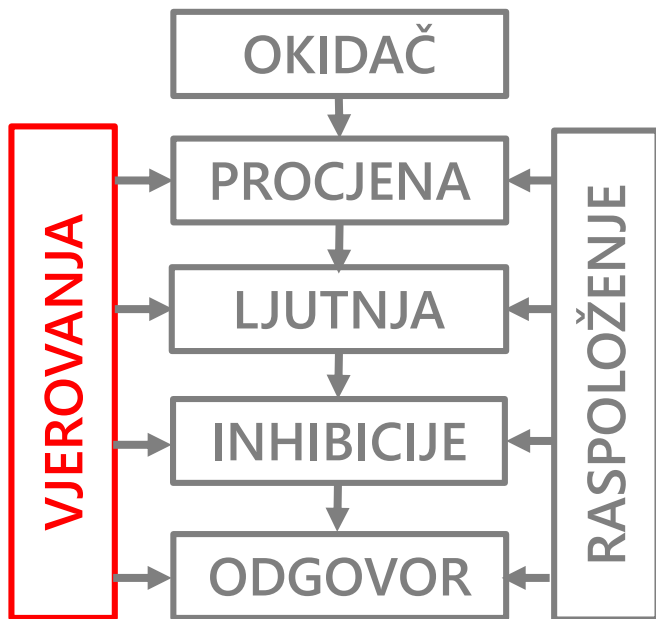 OKIDAČ
PROCJENA
LJUTNJA
INHIBICIJE
ODGOVOR
VJEROVANJA
RASPOLOŽENJE